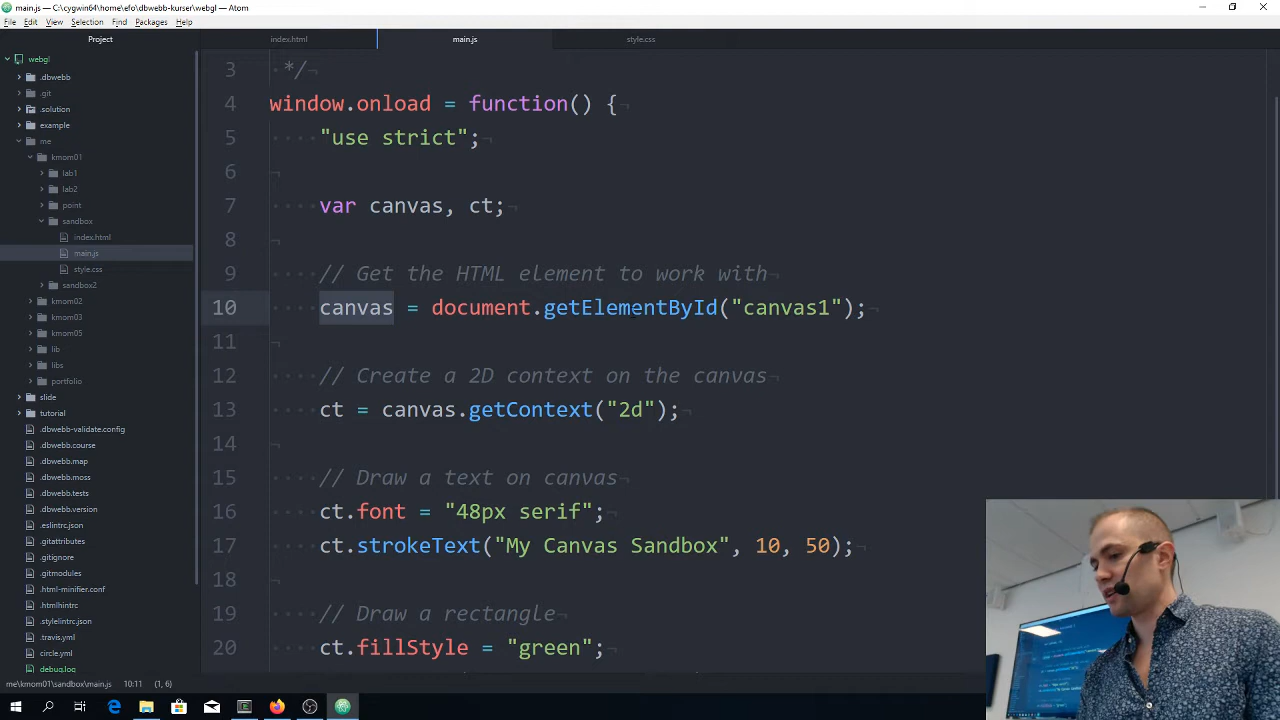 main.js — C:\cygwin64\home\efo\dbwebb-kurser\webgl — Atom
File Edit View Selection Find Packages Help
Project
index.html
main.js
style.css
webgl
.dbwebb
.git
.solution
example
me
kmom01
lab1
lab2
point
sandbox
index.html
main.js
style.css
sandbox2
kmom02
kmom03
kmom05
lib
libs
portfolio
slide
tutorial
.dbwebb-validate.config
.dbwebb.course
.dbwebb.map
.dbwebb.moss
.dbwebb.tests
.dbwebb.version
.eslintrc.json
.gitattributes
.gitignore
.gitmodules
.html-minifier.conf
.htmlhintrc
.stylelintrc.json
.travis.yml
circle.yml
debug.log
3 */
4 window.onload = function() {
5 "use strict";
6
7 var canvas, ct;
8
9 // Get the HTML element to work with
10 canvas = document.getElementById("canvas1");
11
12 // Create a 2D context on the canvas
13 ct = canvas.getContext("2d");
14
15 // Draw a text on canvas
16 ct.font = "48px serif";
17 ct.strokeText("My Canvas Sandbox", 10, 50);
18
19 // Draw a rectangle
20 ct.fillStyle = "green";
me\kmom01\sandbox\main.js 10:11 (1, 6)